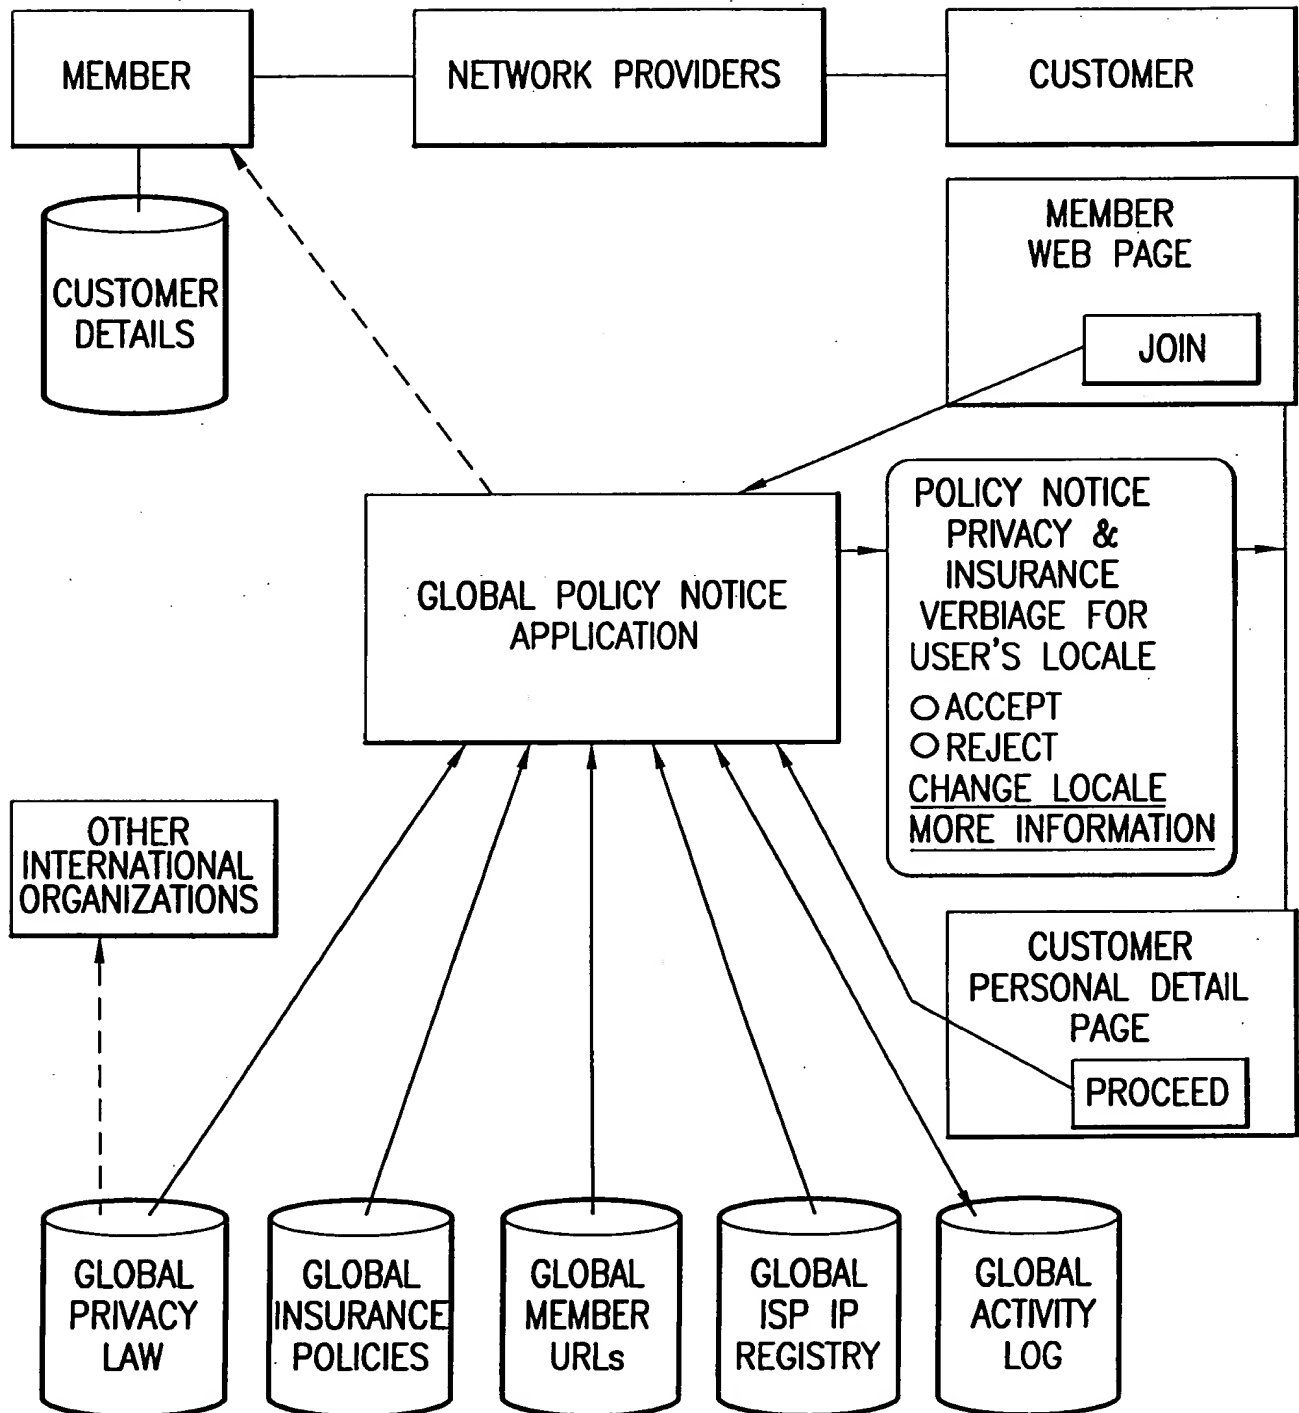 MEMBER
NETWORK PROVIDERS
CUSTOMER
CUSTOMER
DETAILS
MEMBER
WEB PAGE
JOIN
GLOBAL POLICY NOTICE
APPLICATION
POLICY NOTICE
PRIVACY &
INSURANCE
VERBIAGE FOR
USER'S LOCALE
ACCEPT
REJECT
CHANGE LOCALE
MORE INFORMATION
OTHER
INTERNATIONAL
ORGANIZATIONS
CUSTOMER
PERSONAL DETAIL
PAGE
PROCEED
GLOBAL
PRIVACY
LAW
GLOBAL
INSURANCE
POLICIES
GLOBAL
MEMBER
URLs
GLOBAL
ISP IP
REGISTRY
GLOBAL
ACTIVITY
LOG